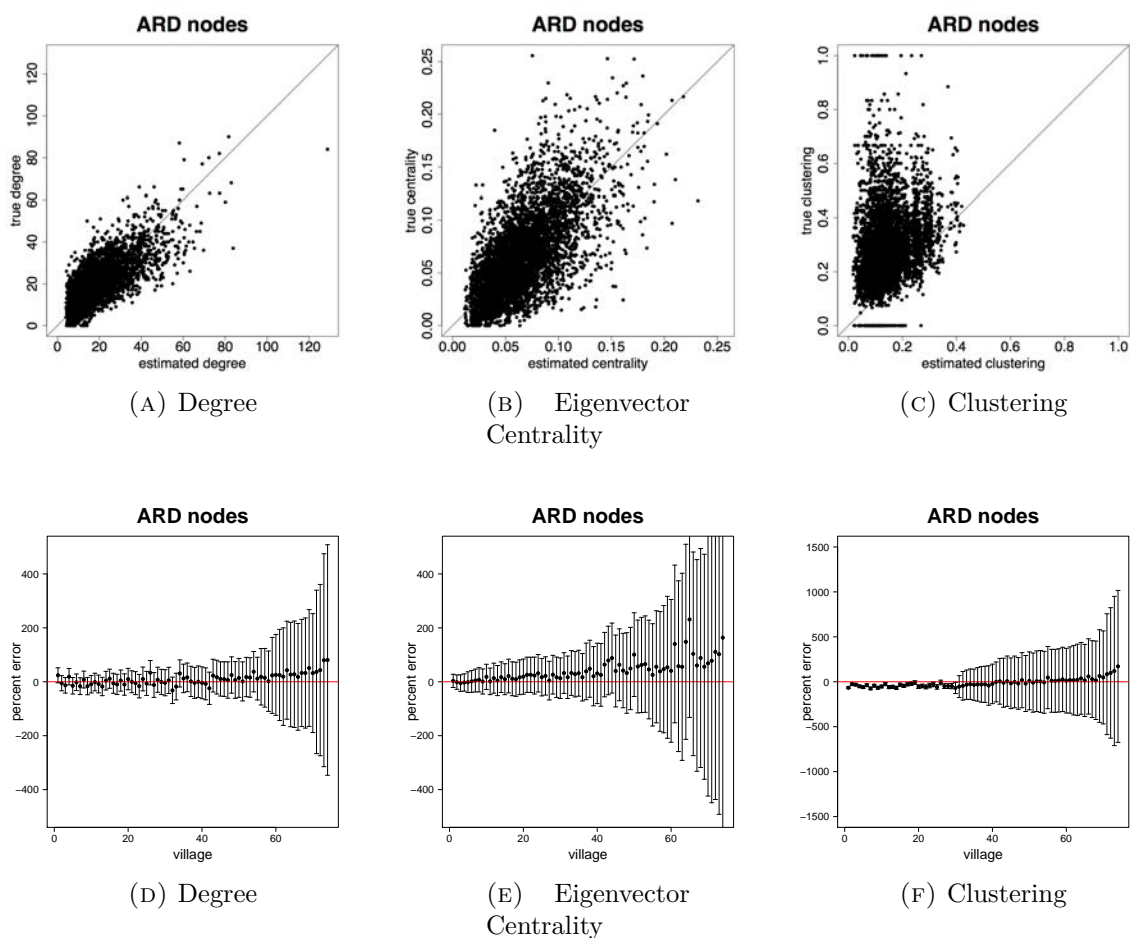 ARD nodes
true degree
0 20 40 60 80 100 120
0 20 40 60 80 100 120
estimated degree
(A) Degree
ARD nodes
true centrality
0.00 0.05 0.10 0.15 0.20 0.25
0.00 0.05 0.10 0.15 0.20 0.25
estimated centrality
(B) Eigenvector
Centrality
ARD nodes
true clustering
0.0 0.2 0.4 0.6 0.8 1.0
0.0 0.2 0.4 0.6 0.8 1.0
estimated clustering
(C) Clustering
ARD nodes
percent error
400
200
0
−200
−400
0 20 40 60
village
(D) Degree
ARD nodes
percent error
400
200
0
−200
−400
0 20 40 60
village
(E) Eigenvector
Centrality
ARD nodes
percent error
1500
1000
500
0
−500
−1000
−1500
0 20 40 60
village
(F) Clustering